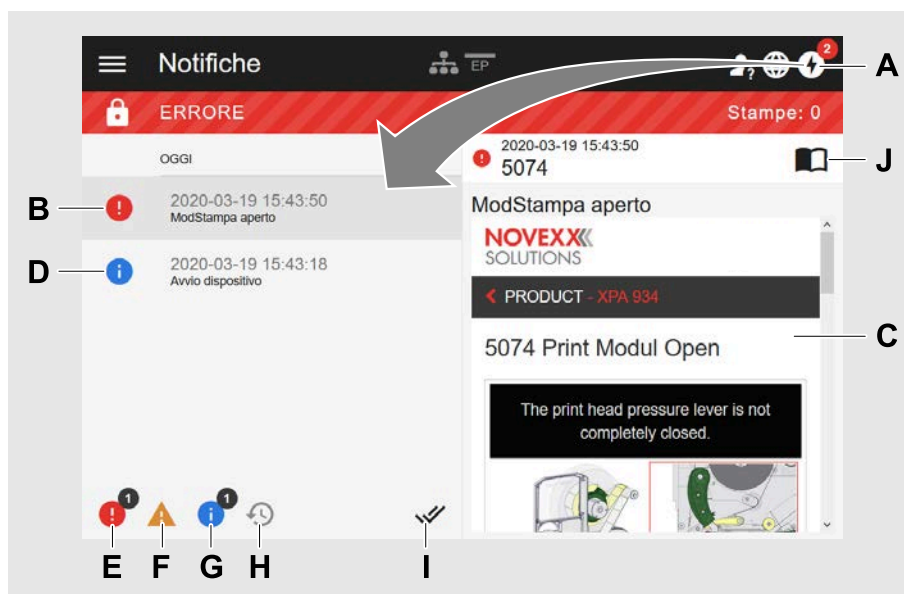 Notifiche
EP
2
A
ERRORE
Stampe: 0
OGGI
2020-03-19 15:43:50
5074
J
B
2020-03-19 15:43:50
ModStampa aperto
D
2020-03-19 15:43:18
Avvio dispositivo
ModStampa aperto
NOVEXX
SOLUTIONS
PRODUCT - XPA 934
5074 Print Modul Open
C
The print head pressure lever is not
completely closed.
1
1
E F G H I